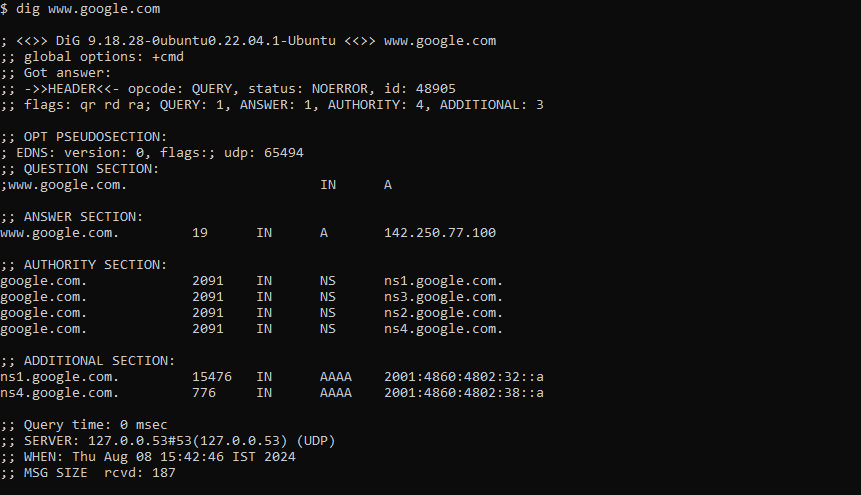 $ dig www.google.com
; <<>> DiG 9.18.28-0ubuntu0.22.04.1-Ubuntu <<>> www.google.com
;; global options: +cmd
;; Got answer:
;; ->>HEADER<<- opcode: QUERY, status: NOERROR, id: 48905
;; flags: qr rd ra; QUERY: 1, ANSWER: 1, AUTHORITY: 4, ADDITIONAL: 3
;; OPT PSEUDOSECTION:
; EDNS: version: 0, flags:; udp: 65494
;; QUESTION SECTION:
;www.google.com. IN A
;; ANSWER SECTION:
www.google.com. 19 IN A 142.250.77.100
;; AUTHORITY SECTION:
google.com. 2091 IN NS ns1.google.com.
google.com. 2091 IN NS ns3.google.com.
google.com. 2091 IN NS ns2.google.com.
google.com. 2091 IN NS ns4.google.com.
;; ADDITIONAL SECTION:
ns1.google.com. 15476 IN AAAA 2001:4860:4802:32::a
ns4.google.com. 776 IN AAAA 2001:4860:4802:38::a
;; Query time: 0 msec
;; SERVER: 127.0.0.53#53(127.0.0.53) (UDP)
;; WHEN: Thu Aug 08 15:42:46 IST 2024
;; MSG SIZE  rcvd: 187